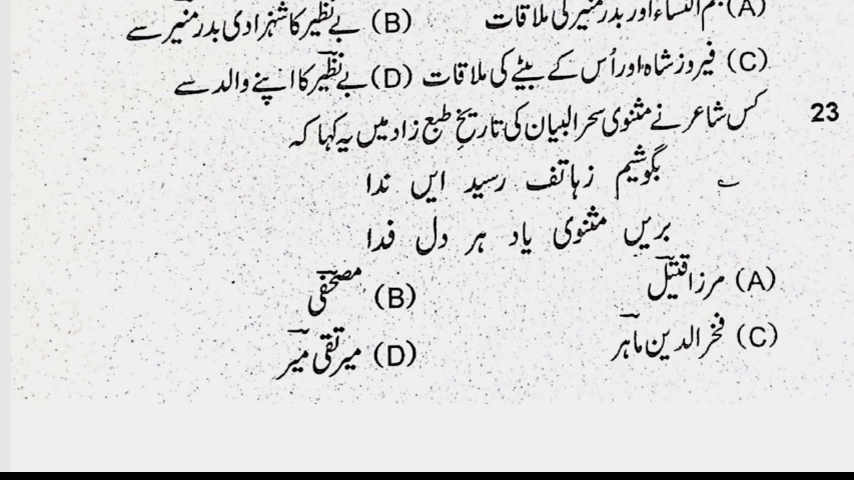 (A) نجم النساء اور بدر منیر کی ملاقات (B) بے نظیر کا شہزادی بدر منیر سے
(C) فیروز شاہ اور اُس کے بیٹے کی ملاقات (D) بے نظیر کا اپنے والد سے
23 کس شاعر نے مثنوی سحر البیان کی تاریخِ طبع زاد میں یہ کہا کہ
بگوشیم زہاتف رسید ایں ندا
بریں مثنوی یاد ہر دل فدا
(A) مرزا قتیل (B) مصحفی
(C) فخر الدین ماہر (D) میر تقی میر